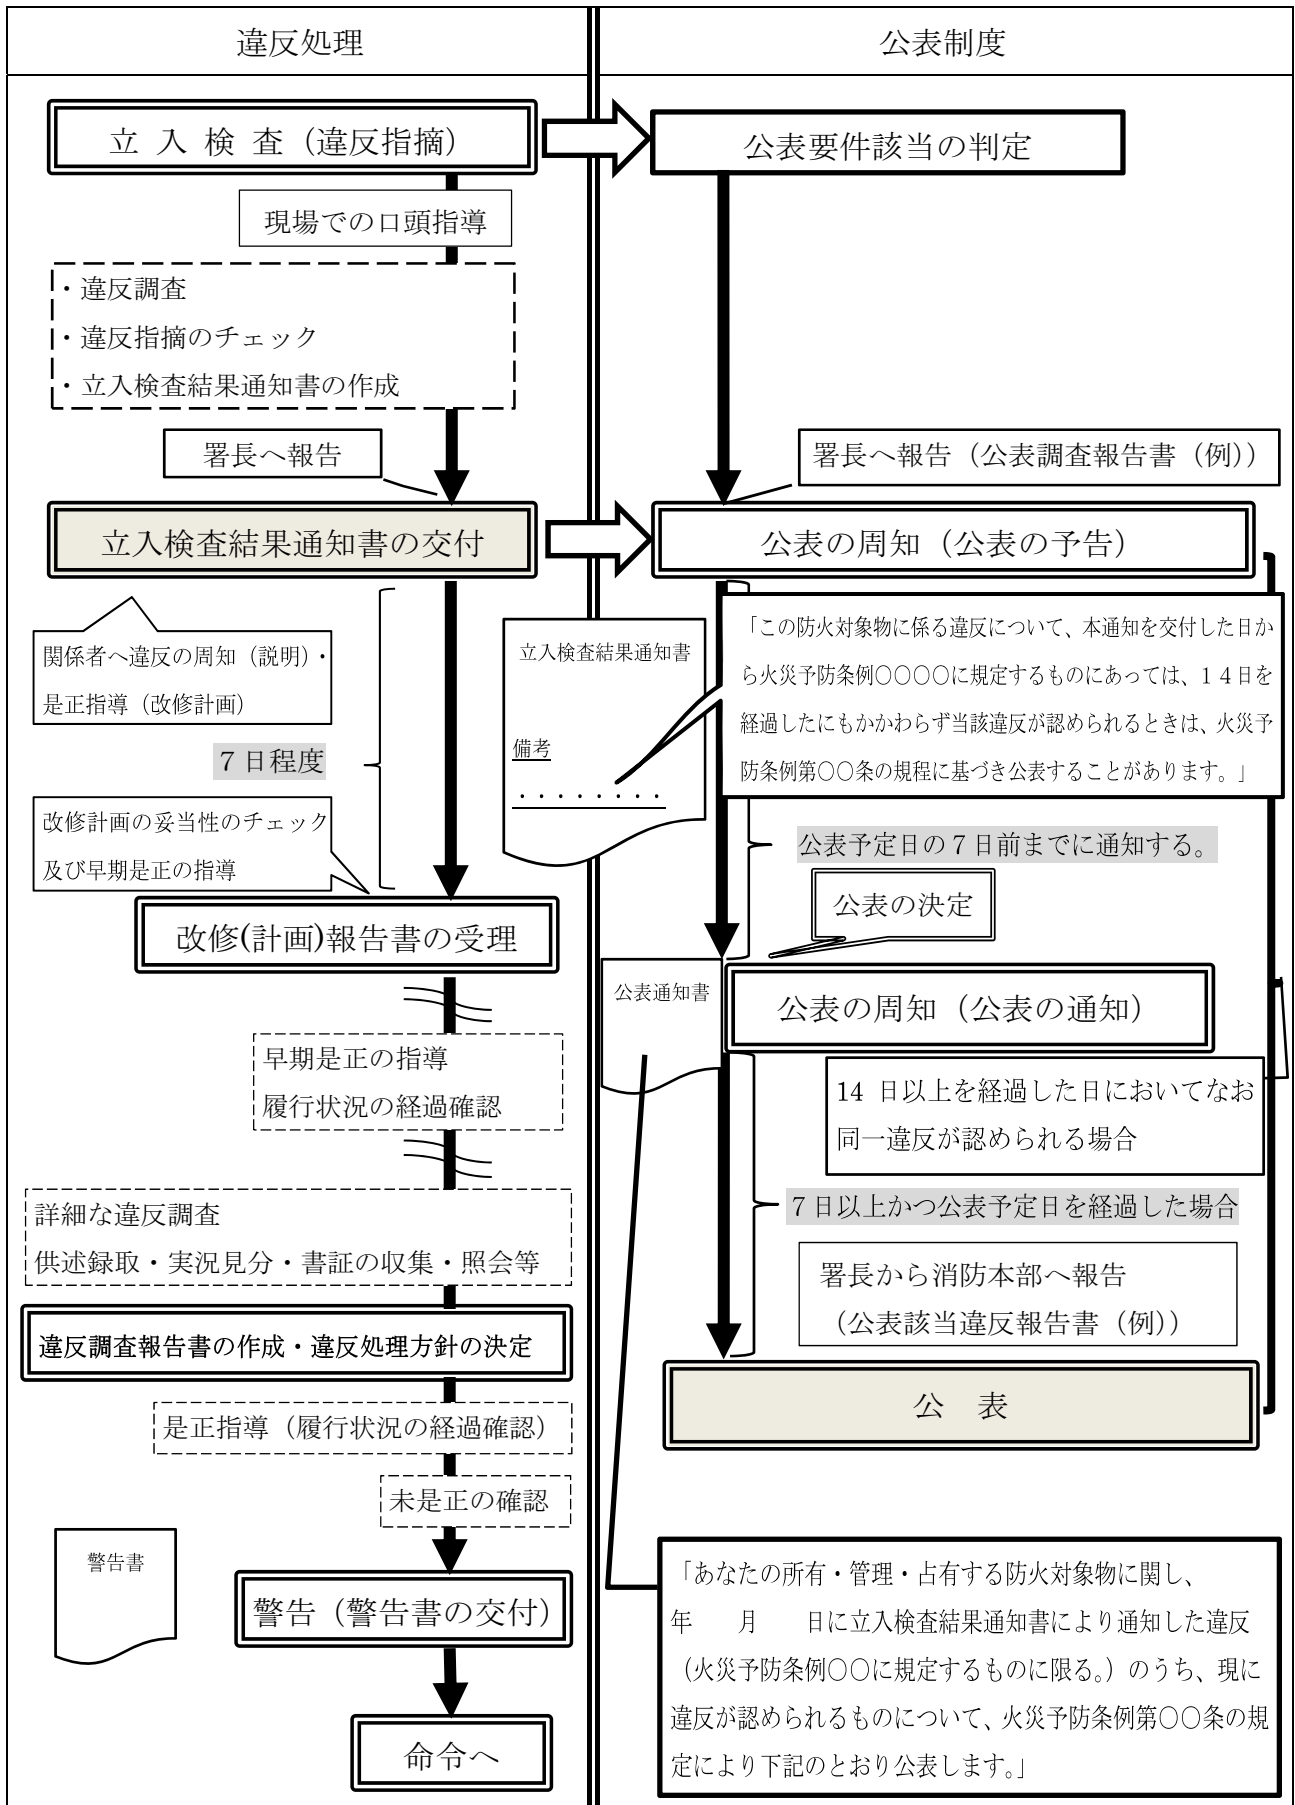 違反処理
公表制度
立 入 検 査（違反指摘）
公表要件該当の判定
現場での口頭指導
・違反調査
・違反指摘のチェック
・立入検査結果通知書の作成
署長へ報告
署長へ報告（公表調査報告書（例））
立入検査結果通知書の交付
公表の周知（公表の予告）
関係者へ違反の周知（説明）・
是正指導（改修計画）
７日程度
改修計画の妥当性のチェック
及び早期是正の指導
立入検査結果通知書
備考
・・・・・・・・
「この防火対象物に係る違反について、本通知を交付した日か
ら火災予防条例〇〇〇〇に規定するものにあっては、１４日を
経過したにもかかわらず当該違反が認められるときは、火災予
防条例第〇〇条の規程に基づき公表することがあります。」
公表予定日の７日前までに通知する。
公表の決定
改修(計画)報告書の受理
公表通知書
公表の周知（公表の通知）
早期是正の指導
履行状況の経過確認
14 日以上を経過した日においてなお
同一違反が認められる場合
詳細な違反調査
供述録取・実況見分・書証の収集・照会等
７日以上かつ公表予定日を経過した場合
署長から消防本部へ報告
（公表該当違反報告書（例））
違反調査報告書の作成・違反処理方針の決定
公　表
是正指導（履行状況の経過確認）
未是正の確認
警告書
警告（警告書の交付）
命令へ
「あなたの所有・管理・占有する防火対象物に関し、
年　　月　　日に立入検査結果通知書により通知した違反
（火災予防条例〇〇に規定するものに限る。）のうち、現に
違反が認められるものについて、火災予防条例第〇〇条の規
定により下記のとおり公表します。」